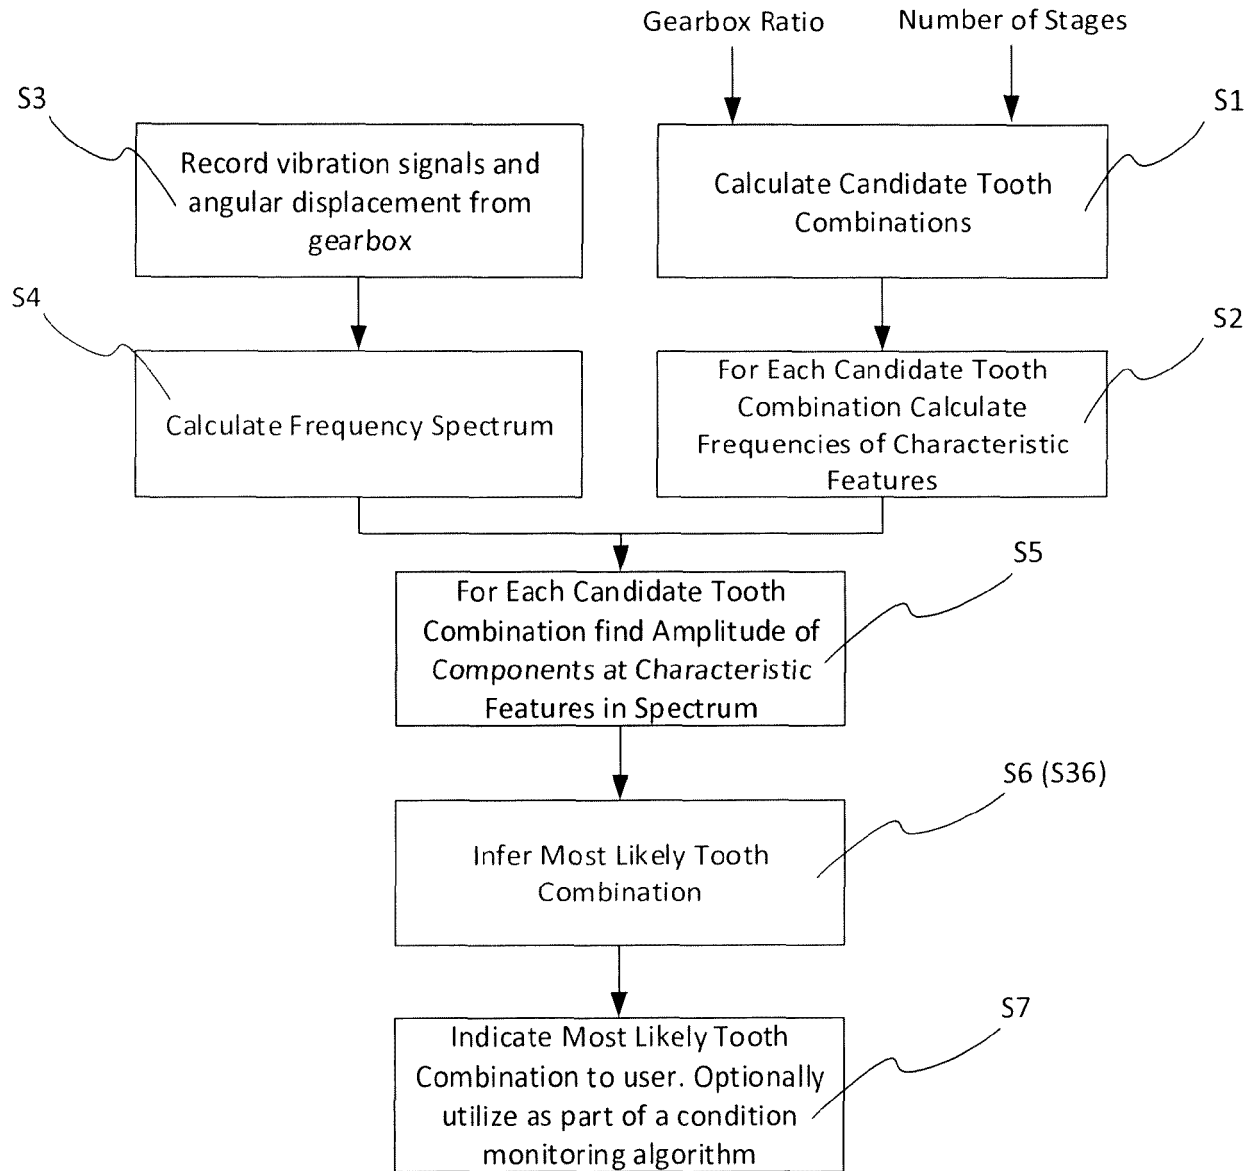 Gearbox Ratio
Number of Stages
S3
S1
Record vibration signals and
angular displacement from
gearbox
Calculate Candidate Tooth
Combinations
S4
S2
Calculate Frequency Spectrum
For Each Candidate Tooth
Combination Calculate
Frequencies of Characteristic
Features
S5
For Each Candidate Tooth
Combination find Amplitude of
Components at Characteristic
Features in Spectrum
S6 (S36)
Infer Most Likely Tooth
Combination
S7
Indicate Most Likely Tooth
Combination to user. Optionally
utilize as part of a condition
monitoring algorithm